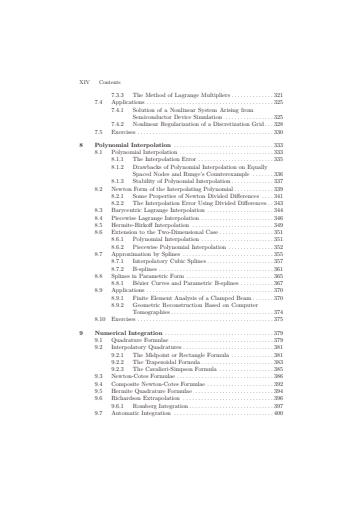 XIV Contents
7.3.3 The Method of Lagrange Multipliers . . . . . . . . . . . . . . 321
7.4 Applications . . . . . . . . . . . . . . . . . . . . . . . . . . . . . . . . . . . . . . . . . 325
7.4.1 Solution of a Nonlinear System Arising from
Semiconductor Device Simulation . . . . . . . . . . . . . . . . . 325
7.4.2 Nonlinear Regularization of a Discretization Grid . . . 328
7.5 Exercises . . . . . . . . . . . . . . . . . . . . . . . . . . . . . . . . . . . . . . . . . . . . 330
8 Polynomial Interpolation . . . . . . . . . . . . . . . . . . . . . . . . . . . . . . . . . 333
8.1 Polynomial Interpolation . . . . . . . . . . . . . . . . . . . . . . . . . . . . . . 333
8.1.1 The Interpolation Error . . . . . . . . . . . . . . . . . . . . . . . . . 335
8.1.2 Drawbacks of Polynomial Interpolation on Equally
Spaced Nodes and Runge's Counterexample . . . . . . . . 336
8.1.3 Stability of Polynomial Interpolation . . . . . . . . . . . . . . 337
8.2 Newton Form of the Interpolating Polynomial . . . . . . . . . . . . . 339
8.2.1 Some Properties of Newton Divided Differences . . . . 341
8.2.2 The Interpolation Error Using Divided Differences . . 343
8.3 Barycentric Lagrange Interpolation . . . . . . . . . . . . . . . . . . . . . . 344
8.4 Piecewise Lagrange Interpolation . . . . . . . . . . . . . . . . . . . . . . . . 346
8.5 Hermite-Birkoff Interpolation . . . . . . . . . . . . . . . . . . . . . . . . . . . 349
8.6 Extension to the Two-Dimensional Case . . . . . . . . . . . . . . . . . . 351
8.6.1 Polynomial Interpolation . . . . . . . . . . . . . . . . . . . . . . . . 351
8.6.2 Piecewise Polynomial Interpolation . . . . . . . . . . . . . . . 352
8.7 Approximation by Splines . . . . . . . . . . . . . . . . . . . . . . . . . . . . . . 355
8.7.1 Interpolatory Cubic Splines . . . . . . . . . . . . . . . . . . . . . . 357
8.7.2 B-splines . . . . . . . . . . . . . . . . . . . . . . . . . . . . . . . . . . . . . 361
8.8 Splines in Parametric Form . . . . . . . . . . . . . . . . . . . . . . . . . . . . . 365
8.8.1 Bézier Curves and Parametric B-splines . . . . . . . . . . . 367
8.9 Applications . . . . . . . . . . . . . . . . . . . . . . . . . . . . . . . . . . . . . . . . . 370
8.9.1 Finite Element Analysis of a Clamped Beam . . . . . . . 370
8.9.2 Geometric Reconstruction Based on Computer
Tomographies . . . . . . . . . . . . . . . . . . . . . . . . . . . . . . . . . 374
8.10 Exercises . . . . . . . . . . . . . . . . . . . . . . . . . . . . . . . . . . . . . . . . . . . . 375
9 Numerical Integration . . . . . . . . . . . . . . . . . . . . . . . . . . . . . . . . . . . . 379
9.1 Quadrature Formulae . . . . . . . . . . . . . . . . . . . . . . . . . . . . . . . . . . 379
9.2 Interpolatory Quadratures . . . . . . . . . . . . . . . . . . . . . . . . . . . . . . 381
9.2.1 The Midpoint or Rectangle Formula . . . . . . . . . . . . . . 381
9.2.2 The Trapezoidal Formula . . . . . . . . . . . . . . . . . . . . . . . . 383
9.2.3 The Cavalieri-Simpson Formula . . . . . . . . . . . . . . . . . . 385
9.3 Newton-Cotes Formulae . . . . . . . . . . . . . . . . . . . . . . . . . . . . . . . . 386
9.4 Composite Newton-Cotes Formulae . . . . . . . . . . . . . . . . . . . . . . 392
9.5 Hermite Quadrature Formulae . . . . . . . . . . . . . . . . . . . . . . . . . . 394
9.6 Richardson Extrapolation . . . . . . . . . . . . . . . . . . . . . . . . . . . . . . 396
9.6.1 Romberg Integration . . . . . . . . . . . . . . . . . . . . . . . . . . . . 397
9.7 Automatic Integration . . . . . . . . . . . . . . . . . . . . . . . . . . . . . . . . . 400